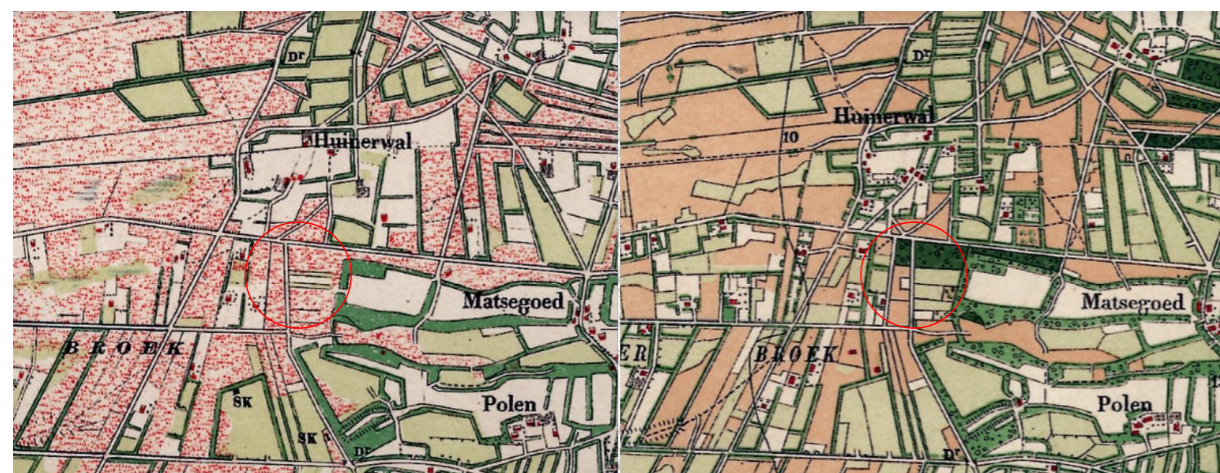 Dr
Huinerwal
Matsegoed
BROEK
SK
Polen
SK
Dr
Dr
Huinerwal
10
Matsegoed
ER
BROEK
Polen
Dr